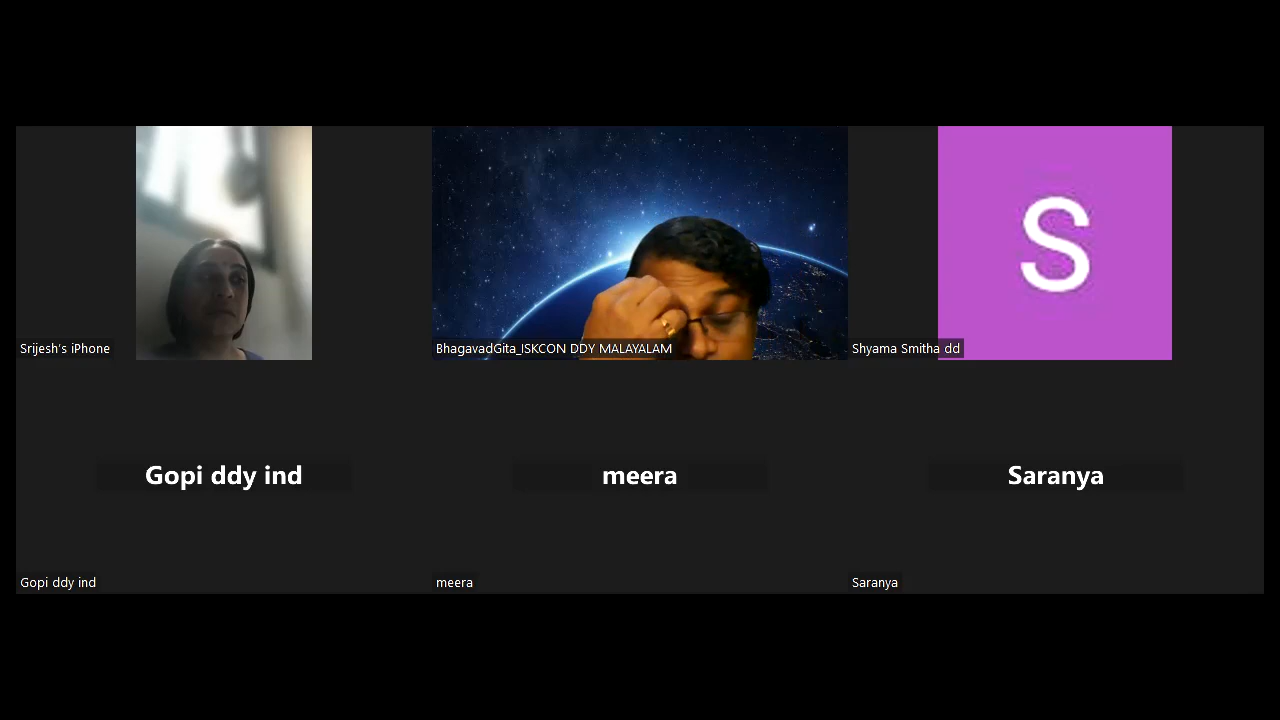 S
Srijesh's iPhone
BhagavadGita_ISKCON DDY MALAYALAM
Shyama Smitha dd
Gopi ddy ind
meera
Saranya
Gopi ddy ind
meera
Saranya